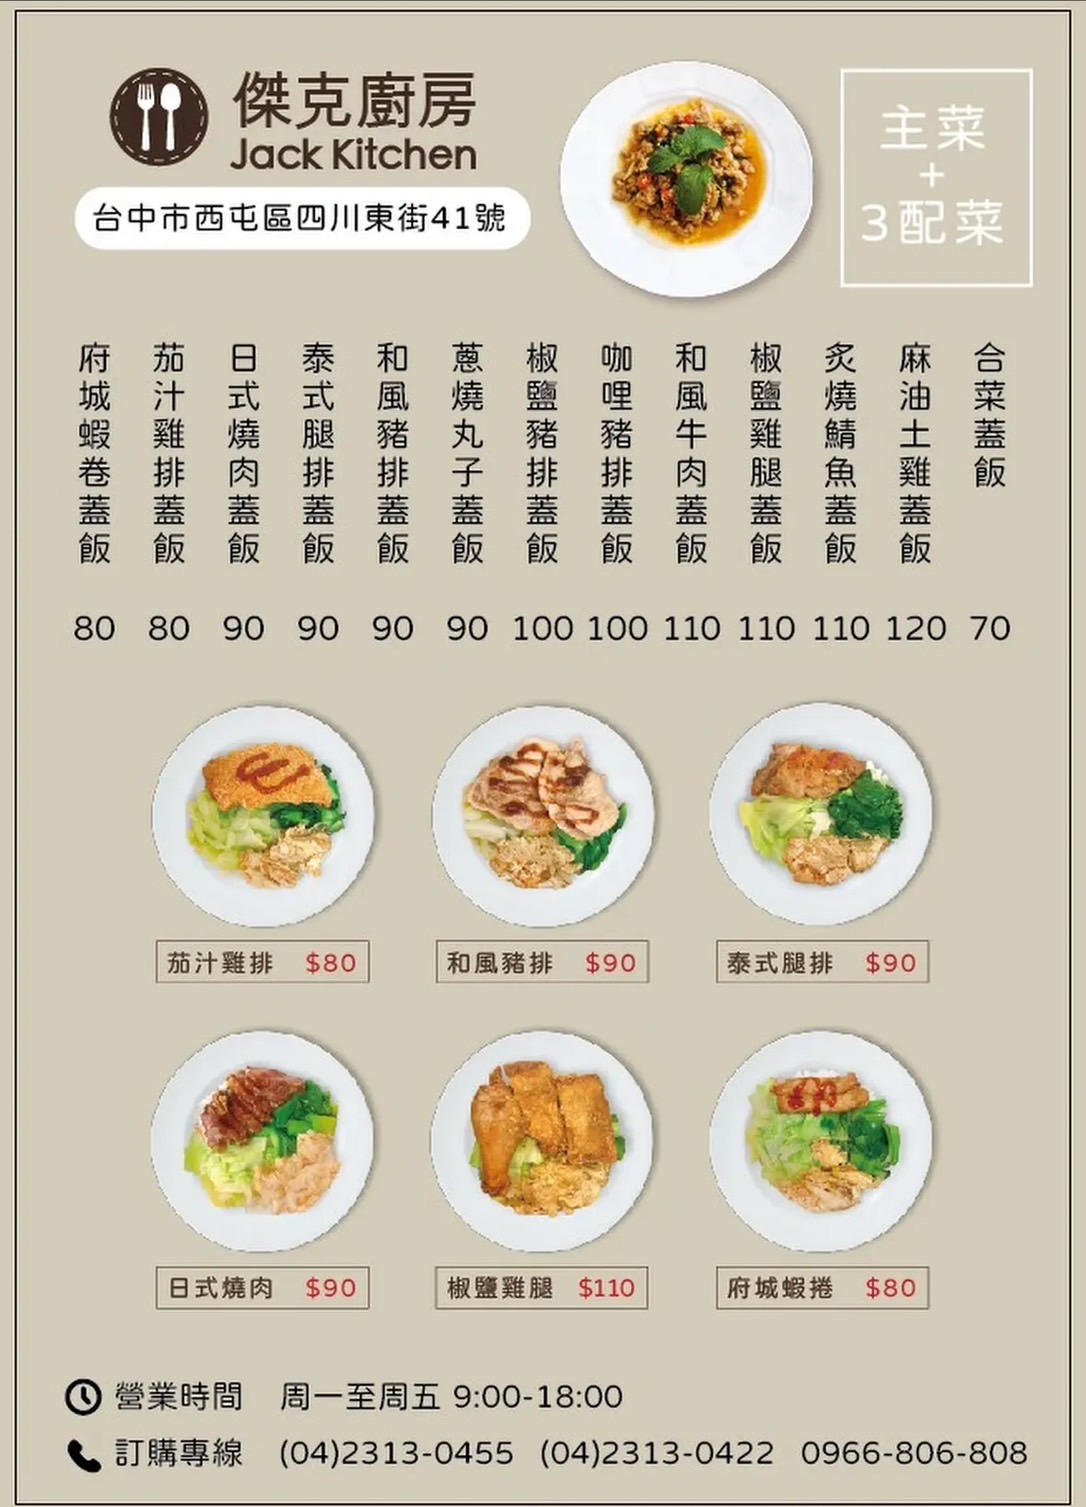 傑克廚房
Jack Kitchen
台中市西屯區四川東街41號
主菜
+
3配菜
府城蝦卷蓋飯 80
茄汁雞排蓋飯 80
日式燒肉蓋飯 90
泰式腿排蓋飯 90
和風豬排蓋飯 90
蔥燒丸子蓋飯 90
椒鹽豬排蓋飯 100
咖哩豬排蓋飯 100
和風牛肉蓋飯 110
椒鹽雞腿蓋飯 110
炙燒鯖魚蓋飯 110
麻油土雞蓋飯 120
合菜蓋飯 70
茄汁雞排 $80
和風豬排 $90
泰式腿排 $90
日式燒肉 $90
椒鹽雞腿 $110
府城蝦捲 $80
營業時間 周一至周五 9:00-18:00
訂購專線 (04)2313-0455 (04)2313-0422 0966-806-808